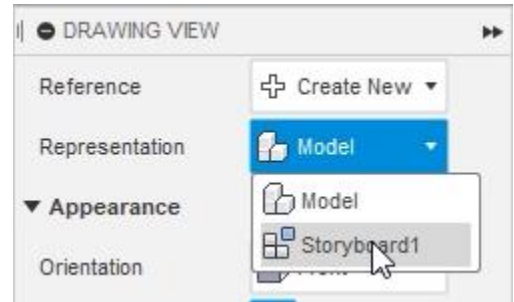 DRAWING VIEW
Reference Create New
Representation Model
Model
Appearance
Storyboard1
Orientation